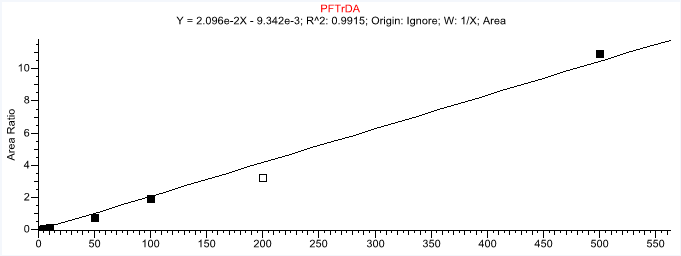 PFTrDA
Y = 2.096e-2X - 9.342e-3; R^2: 0.9915; Origin: Ignore; W: 1/X; Area
10
8
6
4
2
0
Area Ratio
0 50 100 150 200 250 300 350 400 450 500 550